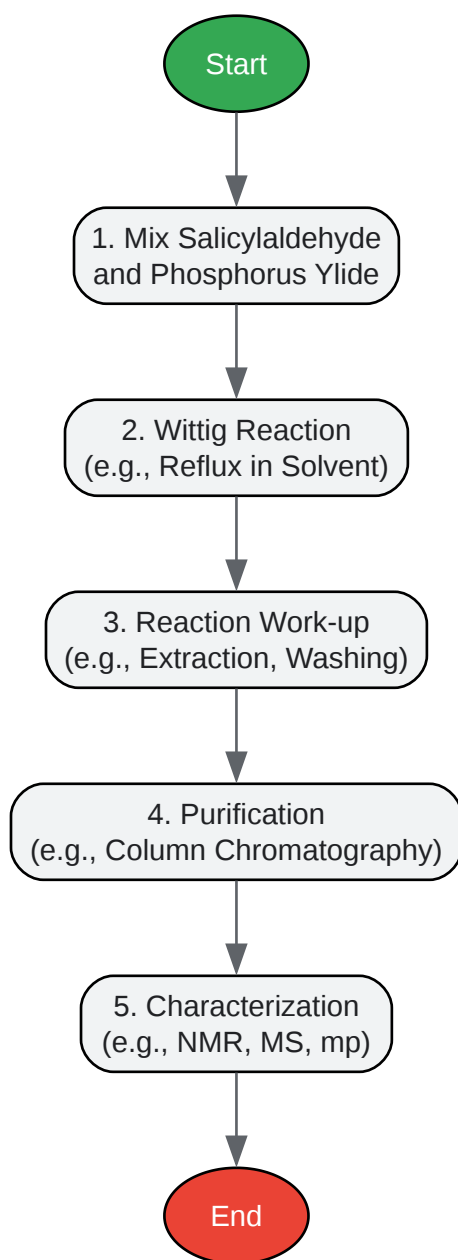 Start
1. Mix Salicylaldehyde
and Phosphorus Ylide
2. Wittig Reaction
(e.g., Reflux in Solvent)
3. Reaction Work-up
(e.g., Extraction, Washing)
4. Purification
(e.g., Column Chromatography)
5. Characterization
(e.g., NMR, MS, mp)
End